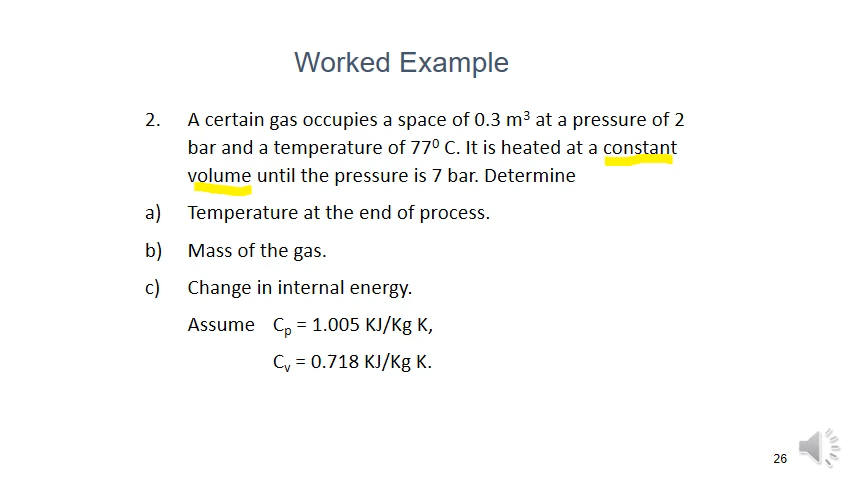 Worked Example
2. A certain gas occupies a space of 0.3 m³ at a pressure of 2
bar and a temperature of 77⁰ C. It is heated at a constant
volume until the pressure is 7 bar. Determine
a) Temperature at the end of process.
b) Mass of the gas.
c) Change in internal energy.
Assume Cₚ = 1.005 KJ/Kg K,
Cᵥ = 0.718 KJ/Kg K.
26